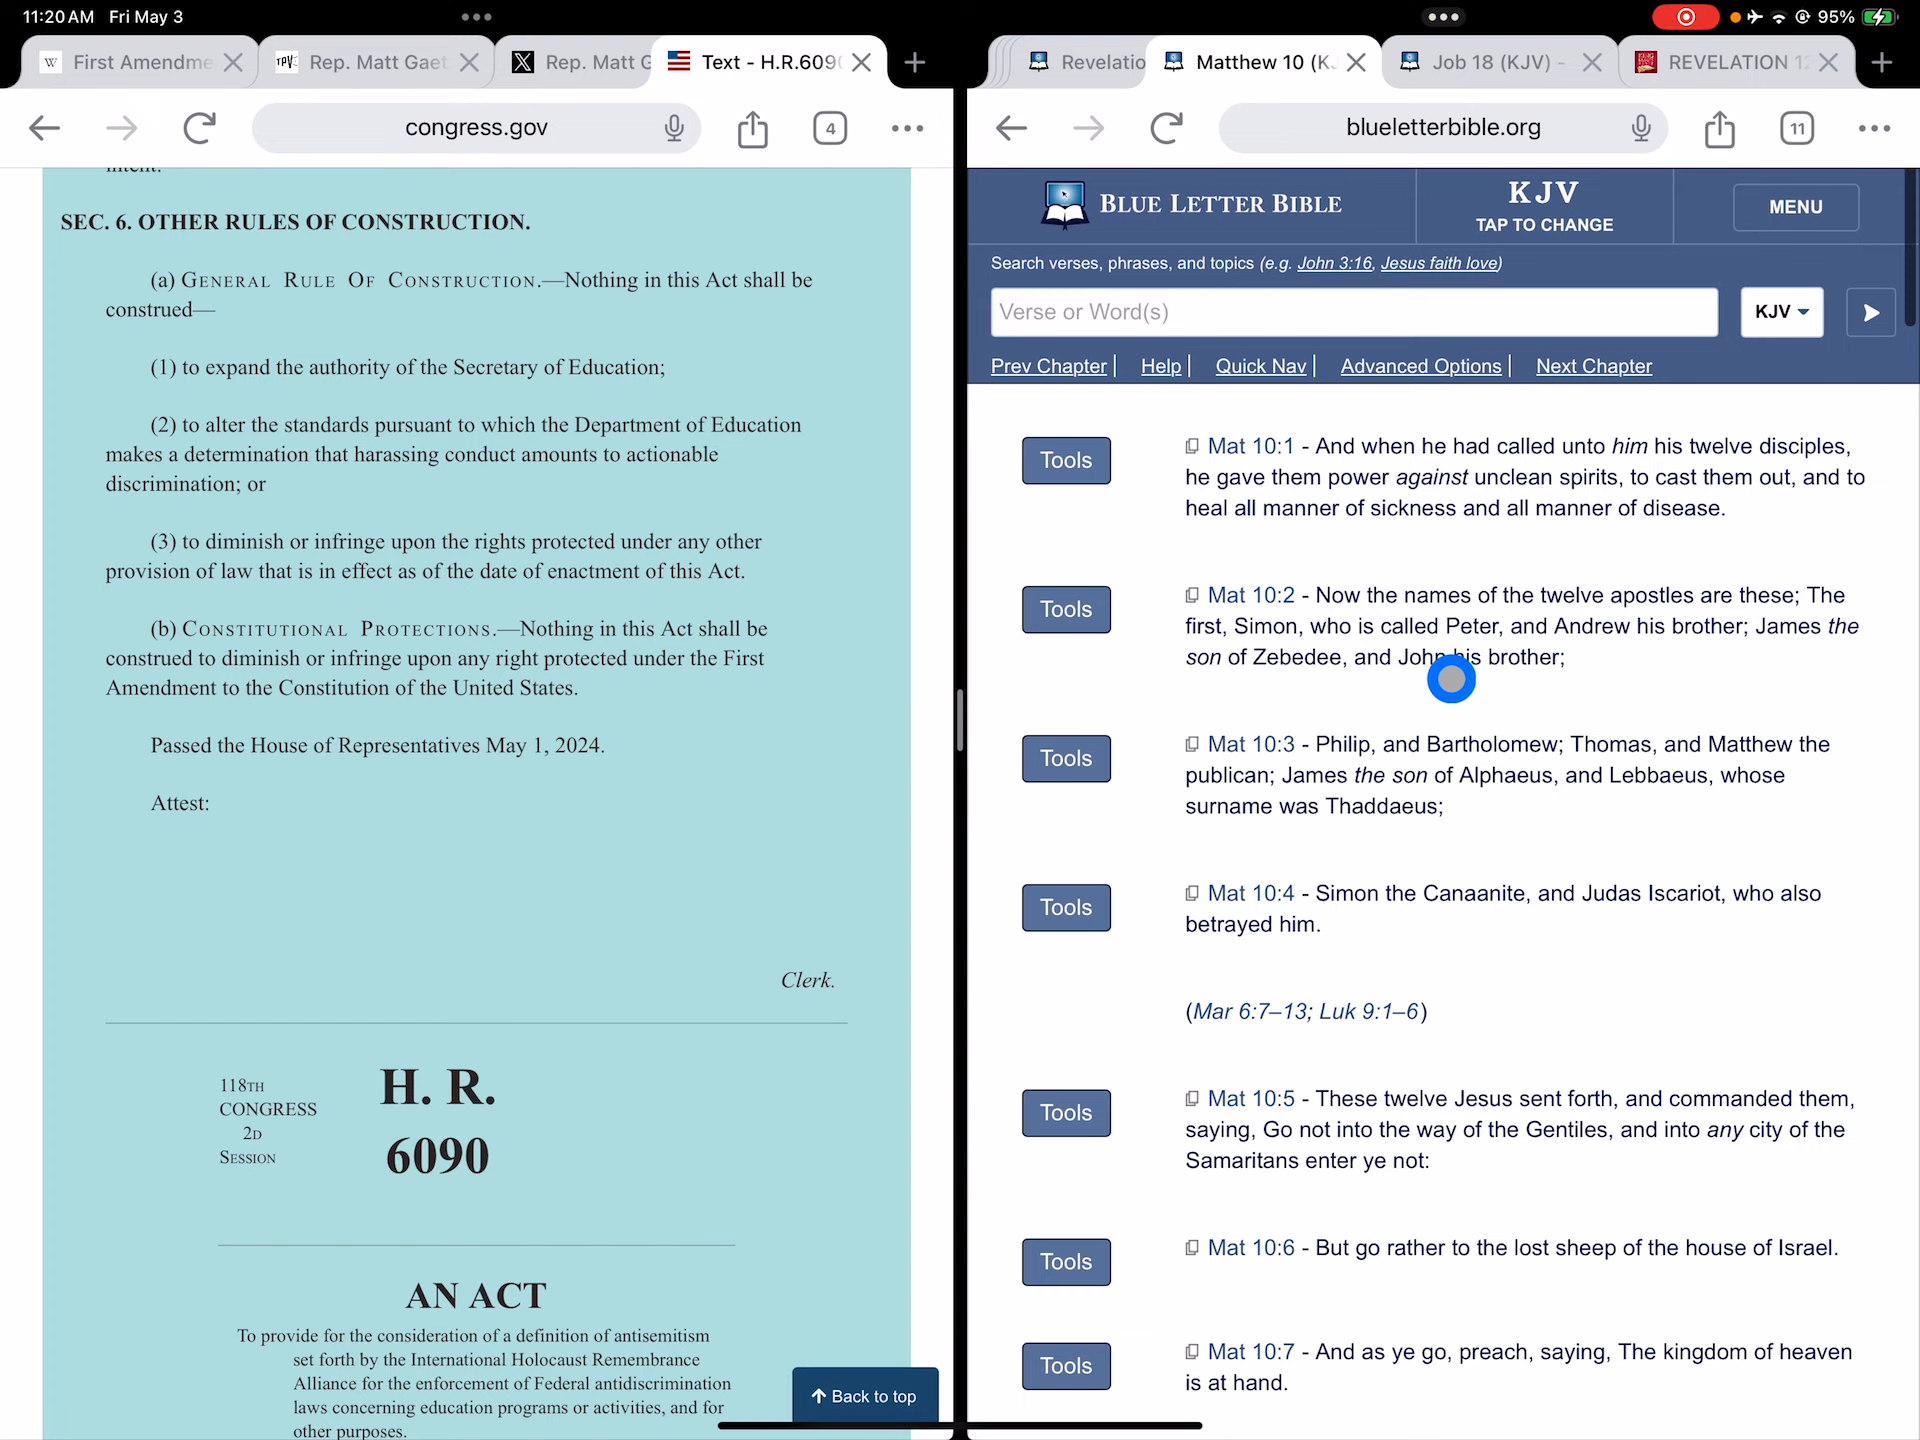 11:20 AM Fri May 3
95%
First Amendme
Rep. Matt Gaet
Rep. Matt G
Text - H.R.609
congress.gov
4
SEC. 6. OTHER RULES OF CONSTRUCTION.
(a) GENERAL RULE OF CONSTRUCTION.—Nothing in this Act shall be
construed—
(1) to expand the authority of the Secretary of Education;
(2) to alter the standards pursuant to which the Department of Education
makes a determination that harassing conduct amounts to actionable
discrimination; or
(3) to diminish or infringe upon the rights protected under any other
provision of law that is in effect as of the date of enactment of this Act.
(b) CONSTITUTIONAL PROTECTIONS.—Nothing in this Act shall be
construed to diminish or infringe upon any right protected under the First
Amendment to the Constitution of the United States.
Passed the House of Representatives May 1, 2024.
Attest:
Clerk.
118TH
CONGRESS
2D
SESSION
H. R.
6090
AN ACT
To provide for the consideration of a definition of antisemitism
set forth by the International Holocaust Remembrance
Alliance for the enforcement of Federal antidiscrimination
laws concerning education programs or activities, and for
other purposes.
Back to top
Revelatio
Matthew 10 (KJ
Job 18 (KJV) -
REVELATION 12
blueletterbible.org
11
BLUE LETTER BIBLE
KJV
TAP TO CHANGE
MENU
Search verses, phrases, and topics (e.g. John 3:16, Jesus faith love)
Verse or Word(s)
KJV
Prev Chapter | Help | Quick Nav | Advanced Options | Next Chapter
Tools
Mat 10:1 - And when he had called unto him his twelve disciples,
he gave them power against unclean spirits, to cast them out, and to
heal all manner of sickness and all manner of disease.
Tools
Mat 10:2 - Now the names of the twelve apostles are these; The
first, Simon, who is called Peter, and Andrew his brother; James the
son of Zebedee, and John his brother;
Tools
Mat 10:3 - Philip, and Bartholomew; Thomas, and Matthew the
publican; James the son of Alphaeus, and Lebbaeus, whose
surname was Thaddaeus;
Tools
Mat 10:4 - Simon the Canaanite, and Judas Iscariot, who also
betrayed him.
(Mar 6:7–13; Luk 9:1–6)
Tools
Mat 10:5 - These twelve Jesus sent forth, and commanded them,
saying, Go not into the way of the Gentiles, and into any city of the
Samaritans enter ye not:
Tools
Mat 10:6 - But go rather to the lost sheep of the house of Israel.
Tools
Mat 10:7 - And as ye go, preach, saying, The kingdom of heaven
is at hand.